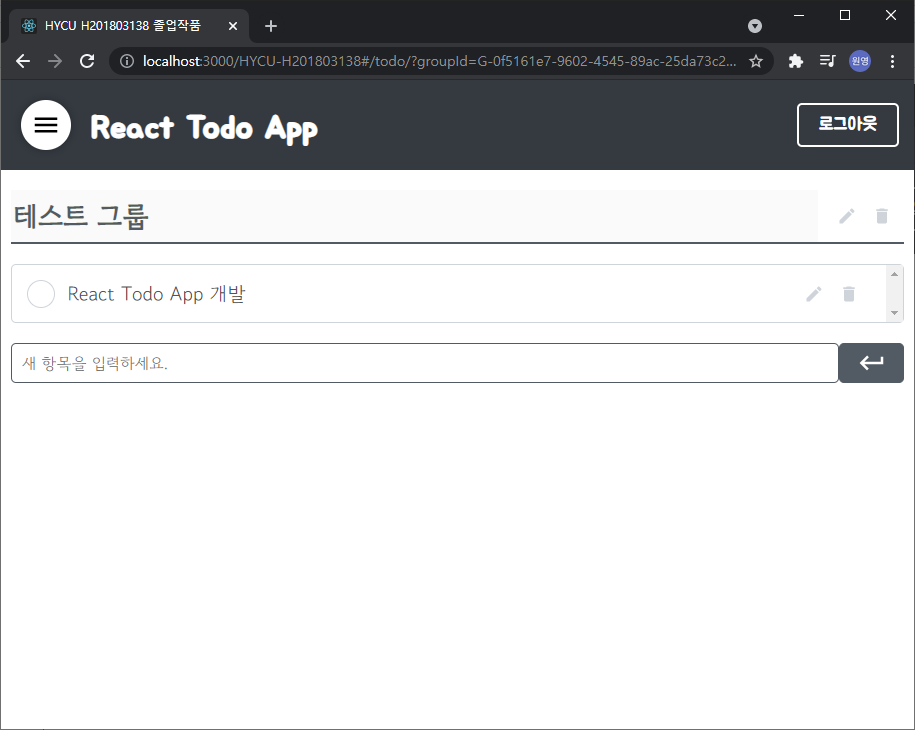 HYCU H201803138 졸업작품
localhost:3000/HYCU-H201803138#/todo/?groupId=G-0f5161e7-9602-4545-89ac-25da73c2...
원영
React Todo App
로그아웃
테스트 그룹
React Todo App 개발
새 항목을 입력하세요.